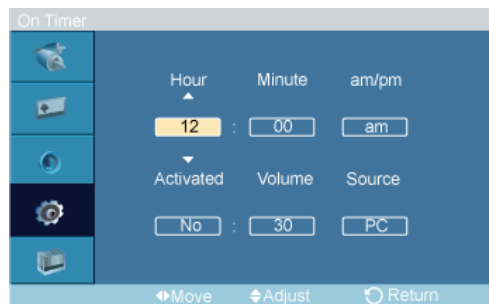 On Timer
Hour Minute am/pm
12 : 00 am
Activated Volume Source
No : 30 PC
Move Adjust Return